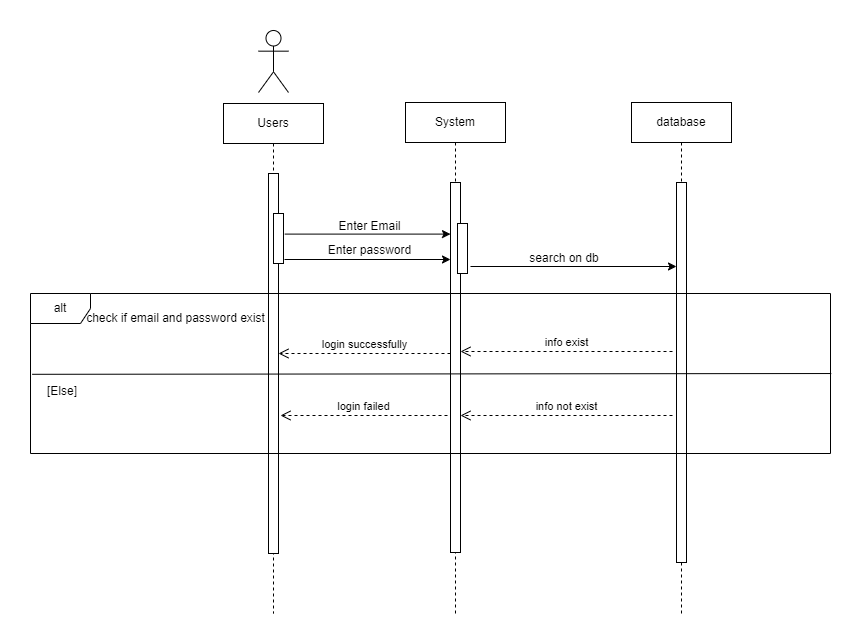 Users
System
database
Enter Email
Enter password
search on db
alt
check if email and password exist
login successfully
info exist
[Else]
login failed
info not exist